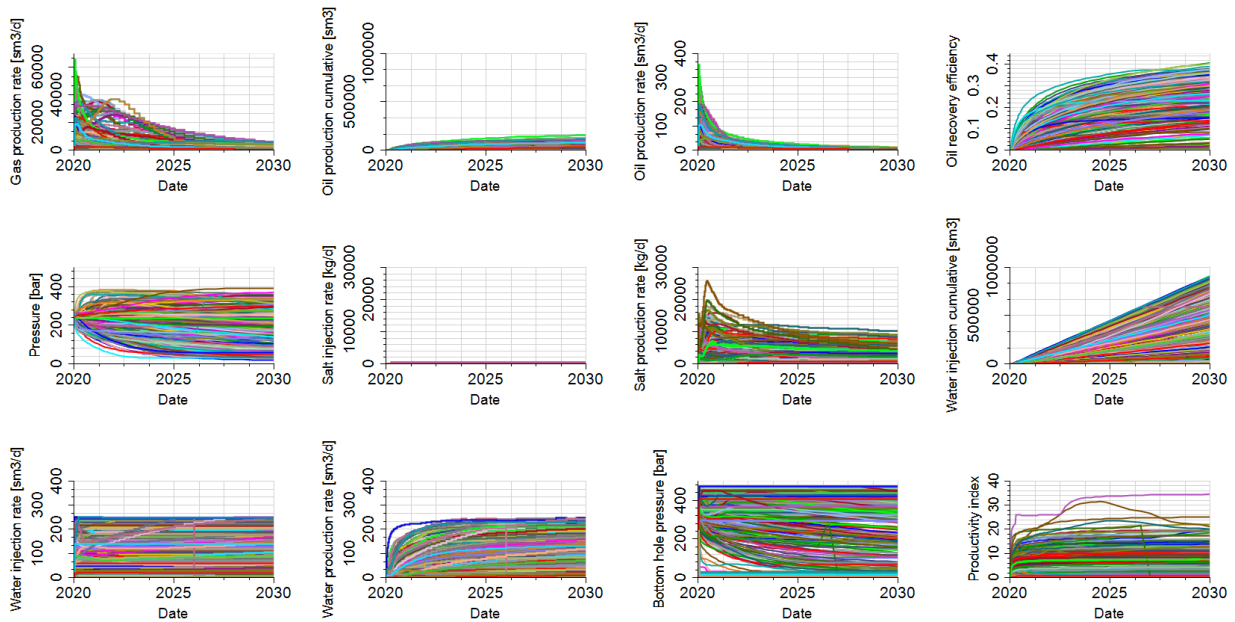 Gas production rate [sm3/d]
0 20000 40000 60000
2020 2025 2030
Date
Oil production cumulative [sm3]
0 500000 1000000
2020 2025 2030
Date
Oil production rate [sm3/d]
0 100 200 300 400
2020 2025 2030
Date
Oil recovery efficiency
0 0.1 0.2 0.3 0.4
2020 2025 2030
Date
Pressure [bar]
0 200 400
2020 2025 2030
Date
Salt injection rate [kg/d]
0 10000 20000 30000
2020 2025 2030
Date
Salt production rate [kg/d]
0 10000 20000 30000
2020 2025 2030
Date
Water injection cumulative [sm3]
0 500000 1000000
2020 2025 2030
Date
Water injection rate [sm3/d]
0 100 200 300 400
2020 2025 2030
Date
Water production rate [sm3/d]
0 100 200 300 400
2020 2025 2030
Date
Bottom hole pressure [bar]
0 200 400
2020 2025 2030
Date
Productivity index
0 10 20 30 40
2020 2025 2030
Date